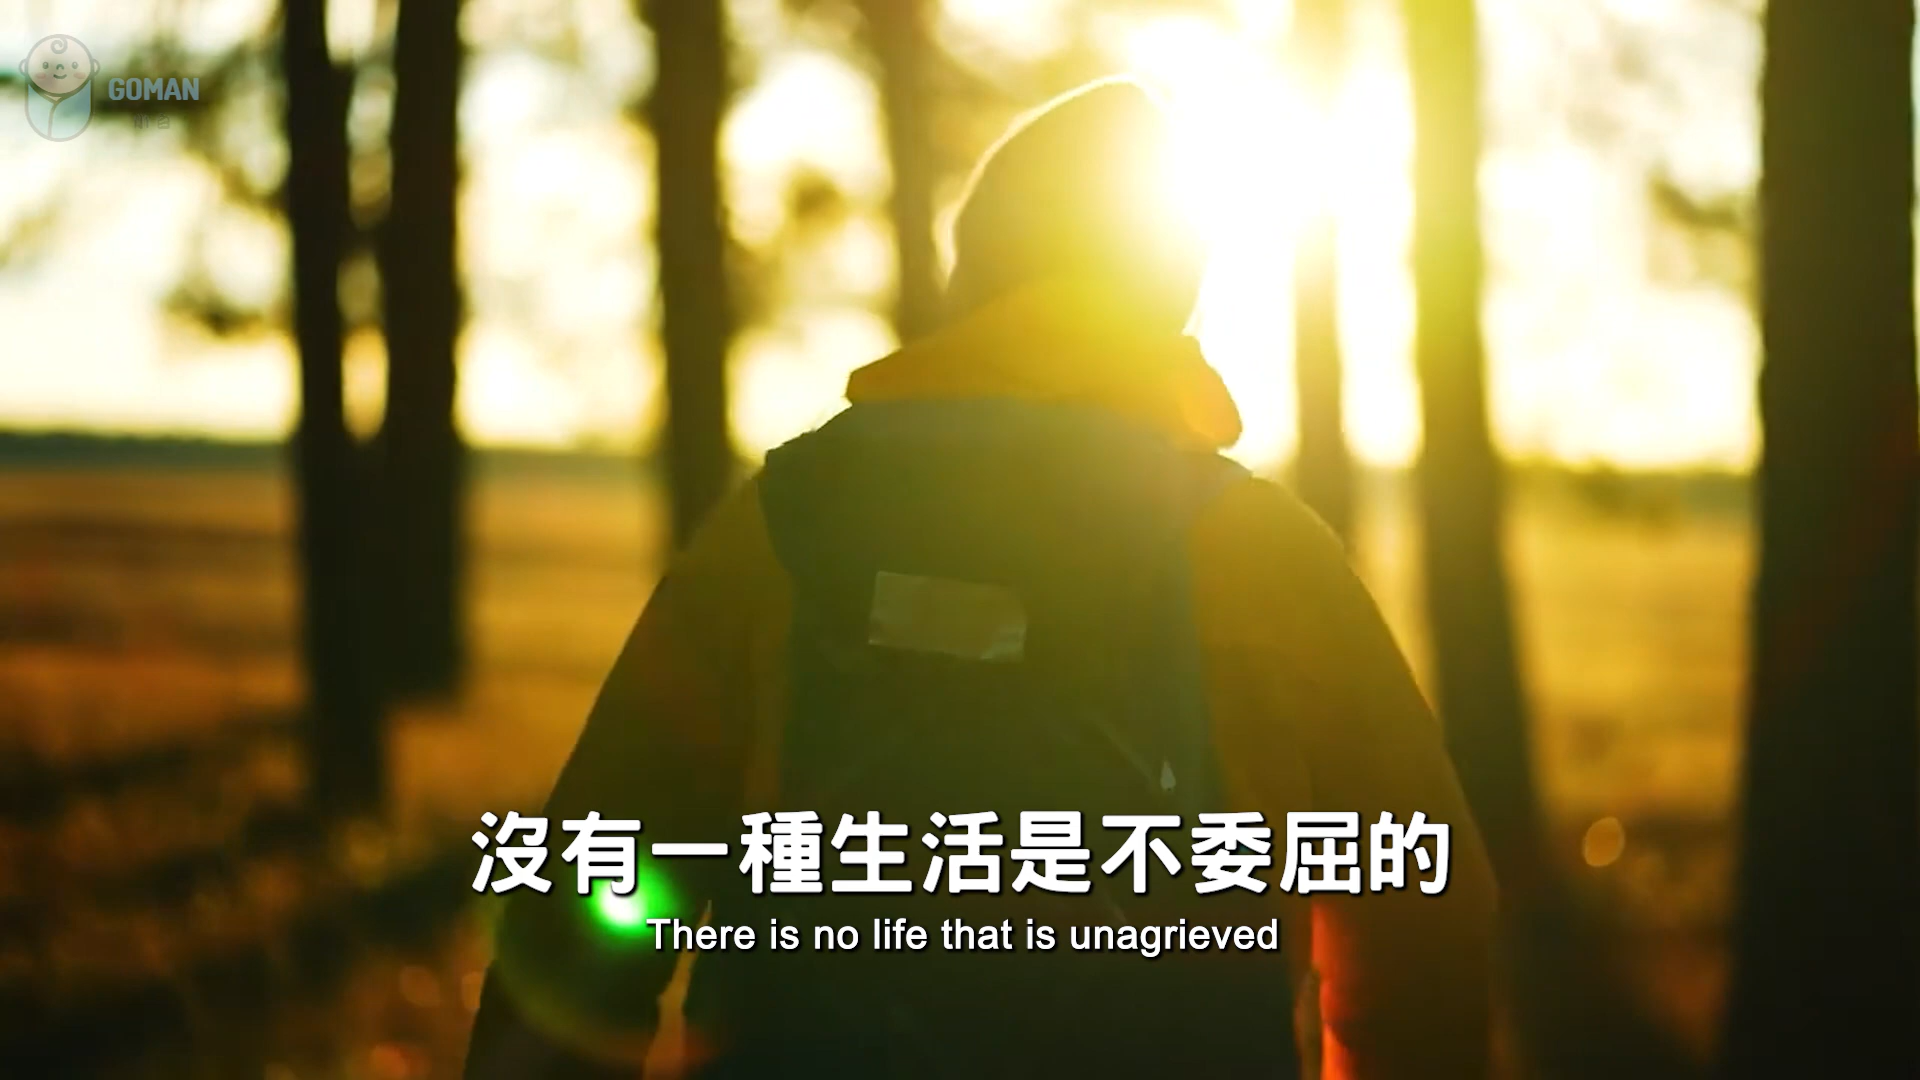 GOMAN
沒有一種生活是不委屈的
There is no life that is unagrieved